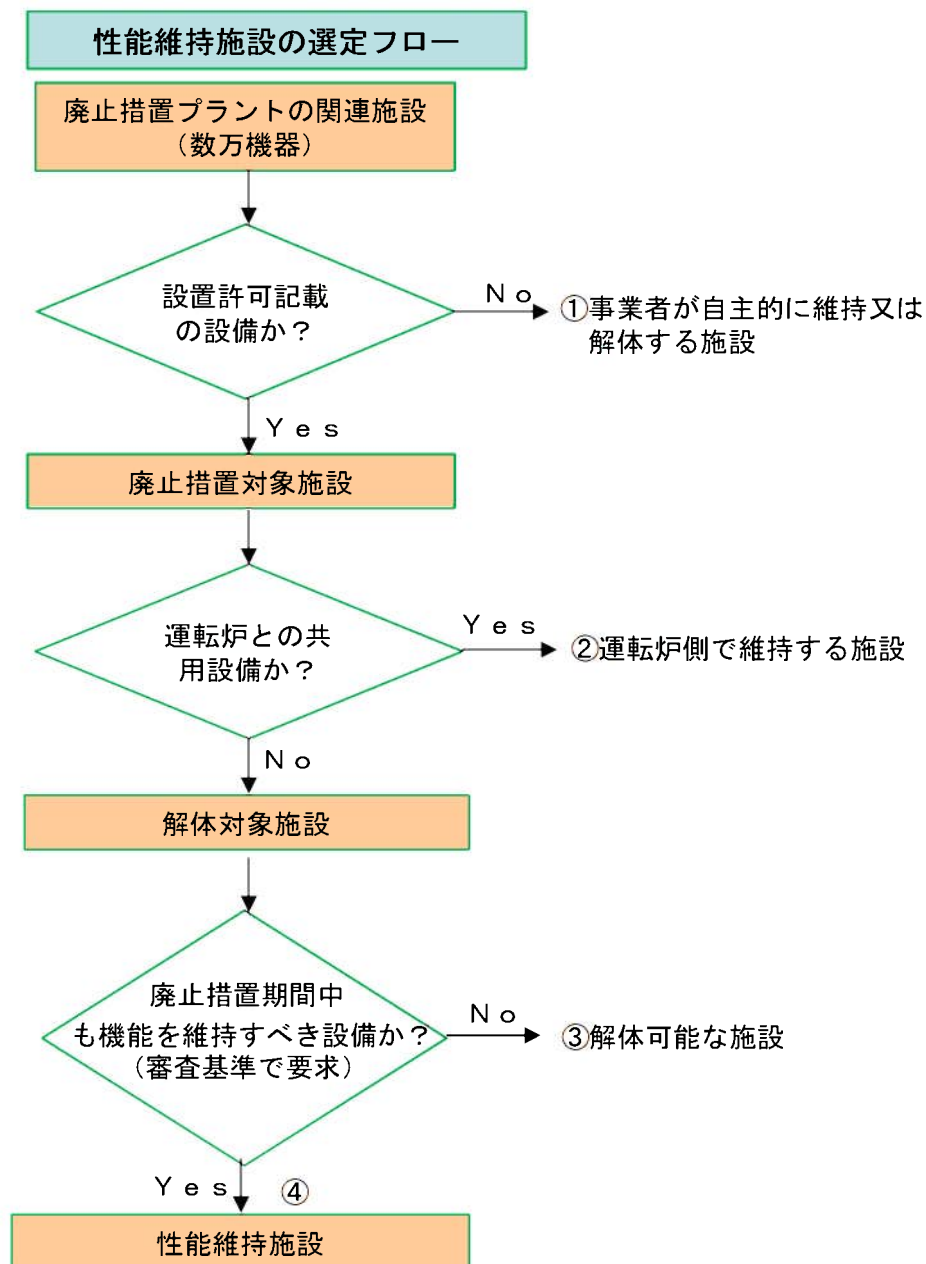 性能維持施設の選定フロー
廃止措置プラントの関連施設
（数万機器）
設置許可記載
の設備か？
Ｎｏ
①事業者が自主的に維持又は
解体する施設
Ｙｅｓ
廃止措置対象施設
運転炉との共
用設備か？
Ｙｅｓ
②運転炉側で維持する施設
Ｎｏ
解体対象施設
廃止措置期間中
も機能を維持すべき設備か？
（審査基準で要求）
Ｎｏ
③解体可能な施設
Ｙｅｓ
④
性能維持施設